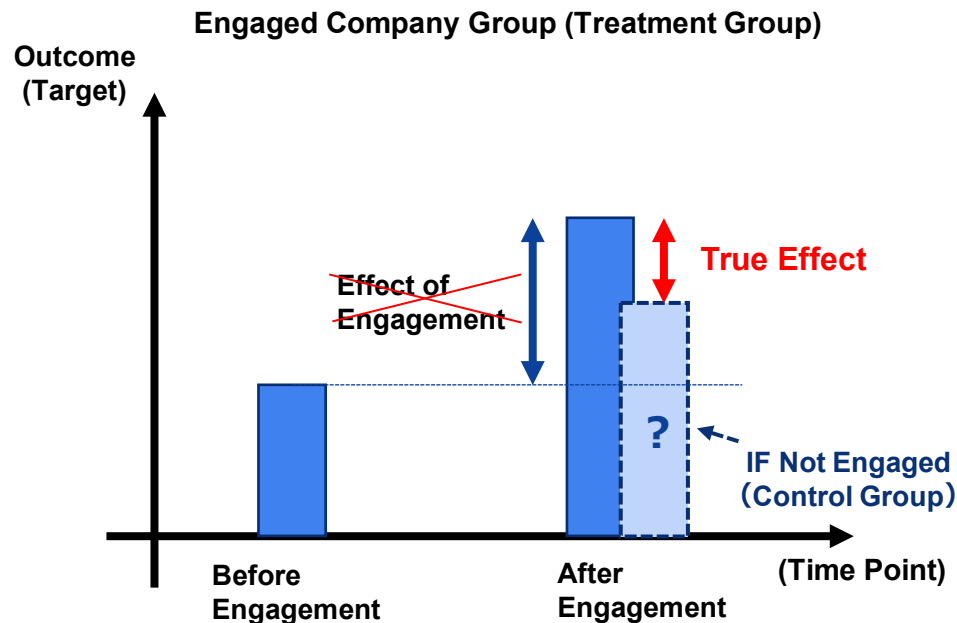 Engaged Company Group (Treatment Group)
Outcome
(Target)
True Effect
Effect of
Engagement
?
IF Not Engaged
（Control Group）
Before
Engagement
After
Engagement
(Time Point)